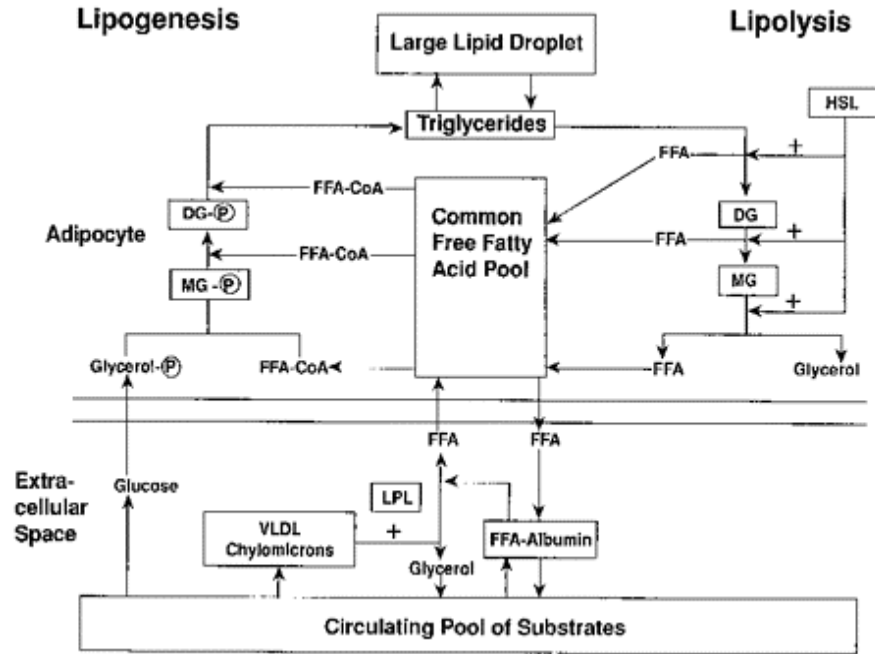 Lipogenesis
Lipolysis
Large Lipid Droplet
HSL
Triglycerides
+
FFA
FFA-CoA
Common
Free Fatty
Acid Pool
DG-P
DG
Adipocyte
FFA
+
FFA-CoA
MG-P
MG
+
Glycerol-P
FFA-CoA
FFA
Glycerol
FFA
FFA
Extra-
cellular
Space
Glucose
LPL
VLDL
Chylomicrons
+
FFA-Albumin
Glycerol
Circulating Pool of Substrates